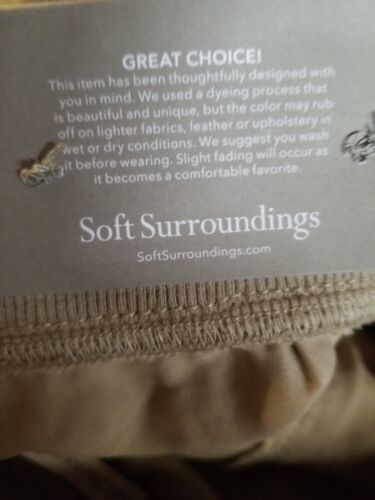 GREAT CHOICE!
This item has been thoughtfully designed with
you in mind. We used a dyeing process that
is beautiful and unique, but the color may rub
off on lighter fabrics, leather or upholstery in
wet or dry conditions. We suggest you wash
it before wearing. Slight fading will occur as
it becomes a comfortable favorite.
Soft Surroundings
SoftSurroundings.com